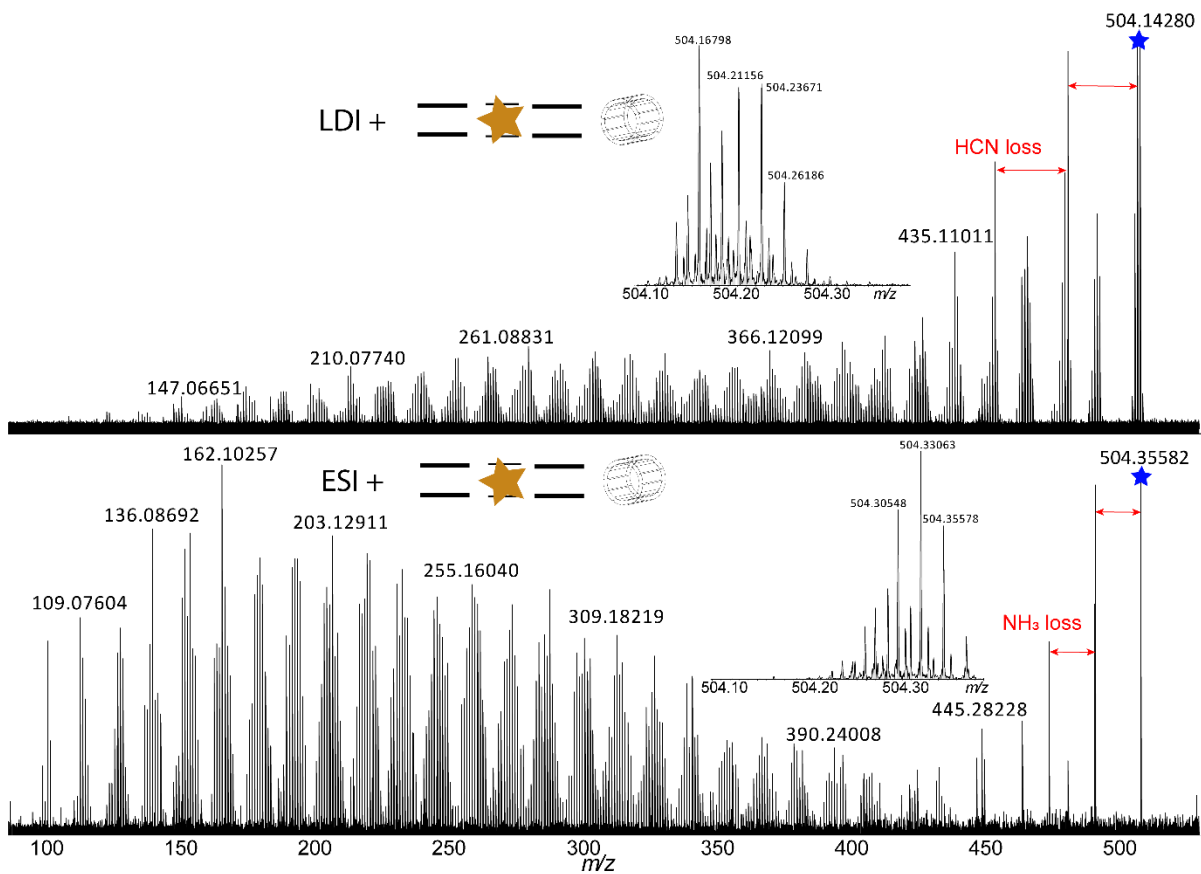 504.14280
504.16798
504.21156
504.23671
LDI +
HCN loss
504.26186
435.11011
504.10 504.20 504.30 m/z
366.12099
261.08831
210.07740
147.06651
504.33063
162.10257
504.35582
ESI +
504.30548
504.35578
136.08692
203.12911
255.16040
109.07604
309.18219
NH₃ loss
504.10 504.20 504.30 m/z
445.28228
390.24008
100 150 200 250 300 350 400 450 500
m/z